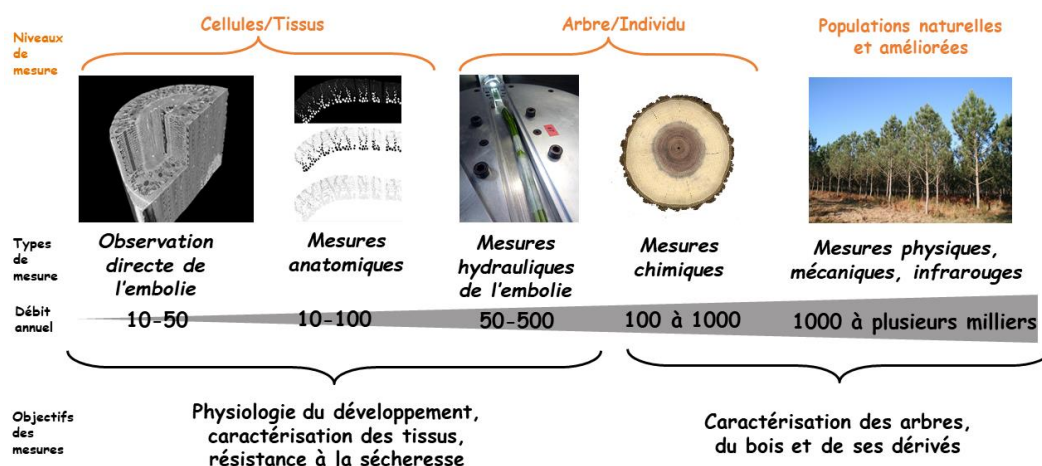 Niveaux
de
mesure
Cellules/Tissus
Arbre/Individu
Populations naturelles
et améliorées
Types
de
mesure
Observation
directe de
l'embolie
Mesures
anatomiques
Mesures
hydrauliques
de l'embolie
Mesures
chimiques
Mesures physiques,
mécaniques, infrarouges
Débit
annuel
10-50
10-100
50-500
100 à 1000
1000 à plusieurs milliers
Objectifs
des
mesures
Physiologie du développement,
caractérisation des tissus,
résistance à la sécheresse
Caractérisation des arbres,
du bois et de ses dérivés